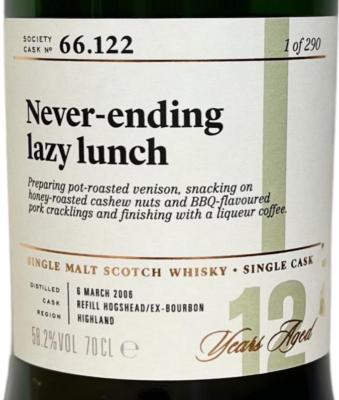 SOCIETY
CASK Nº 66.122
1 of 290
Never-ending
lazy lunch
Preparing pot-roasted venison, snacking on
honey-roasted cashew nuts and BBQ-flavoured
pork cracklings and finishing with a liqueur coffee.
SINGLE MALT SCOTCH WHISKY • SINGLE CASK
DISTILLED 6 MARCH 2006
CASK REFILL HOGSHEAD/EX-BOURBON
REGION HIGHLAND
58.2%VOL 70CL e
12
Years Aged